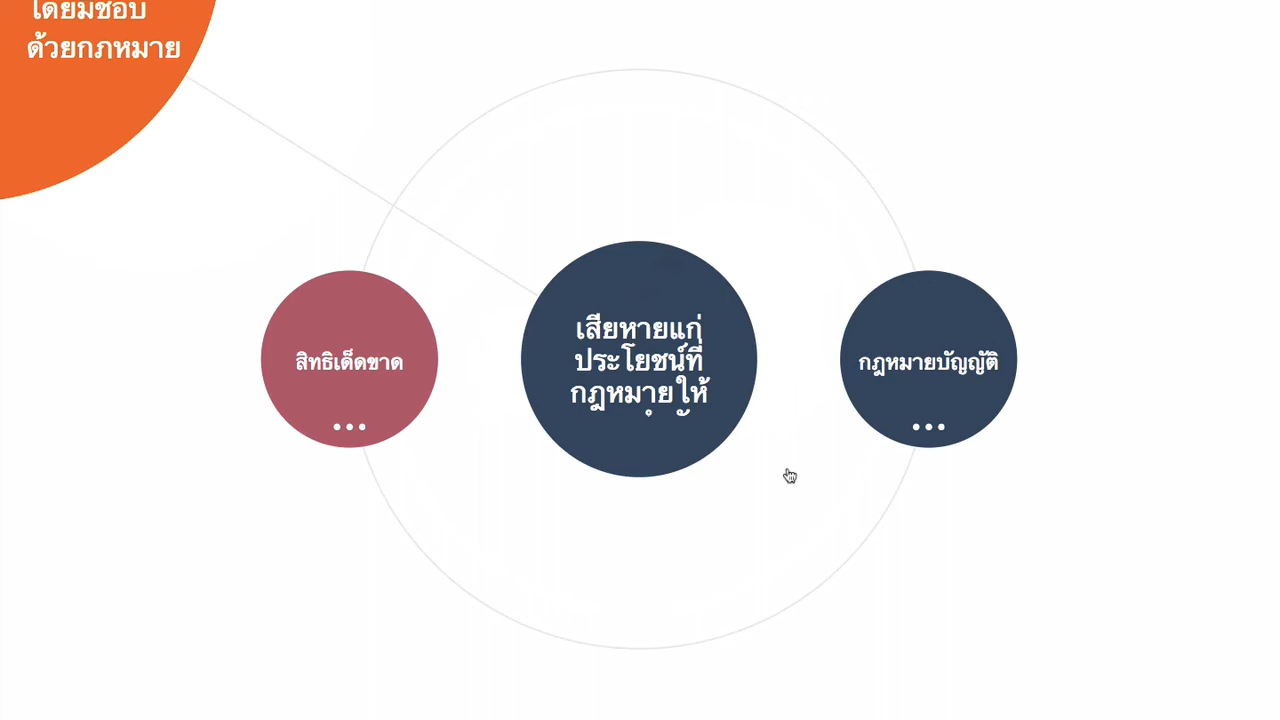 โดยมิชอบ
ด้วยกฎหมาย
เสียหายแก่
ประโยชน์ที่
กฎหมายให้
สิทธิเด็ดขาด
กฎหมายบัญญัติ